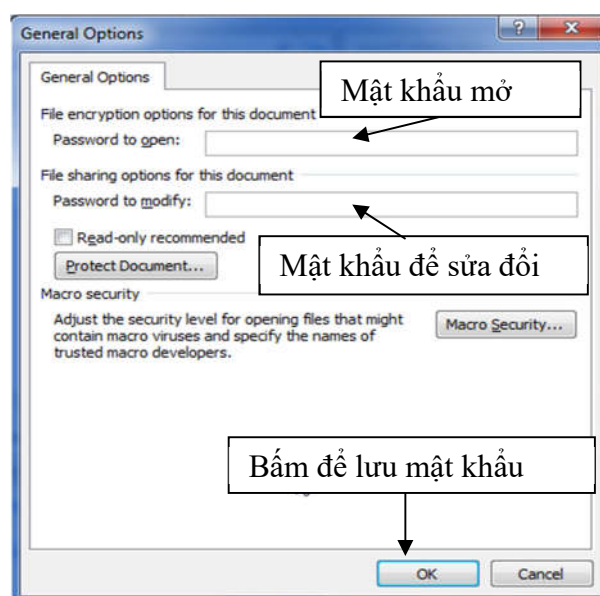 General Options
General Options
Mật khẩu mở
File encryption options for this document
Password to open:
File sharing options for this document
Password to modify:
Read-only recommended
Mật khẩu để sửa đổi
Protect Document...
Macro security
Adjust the security level for opening files that might
contain macro viruses and specify the names of
trusted macro developers.
Macro Security...
Bấm để lưu mật khẩu
OK
Cancel